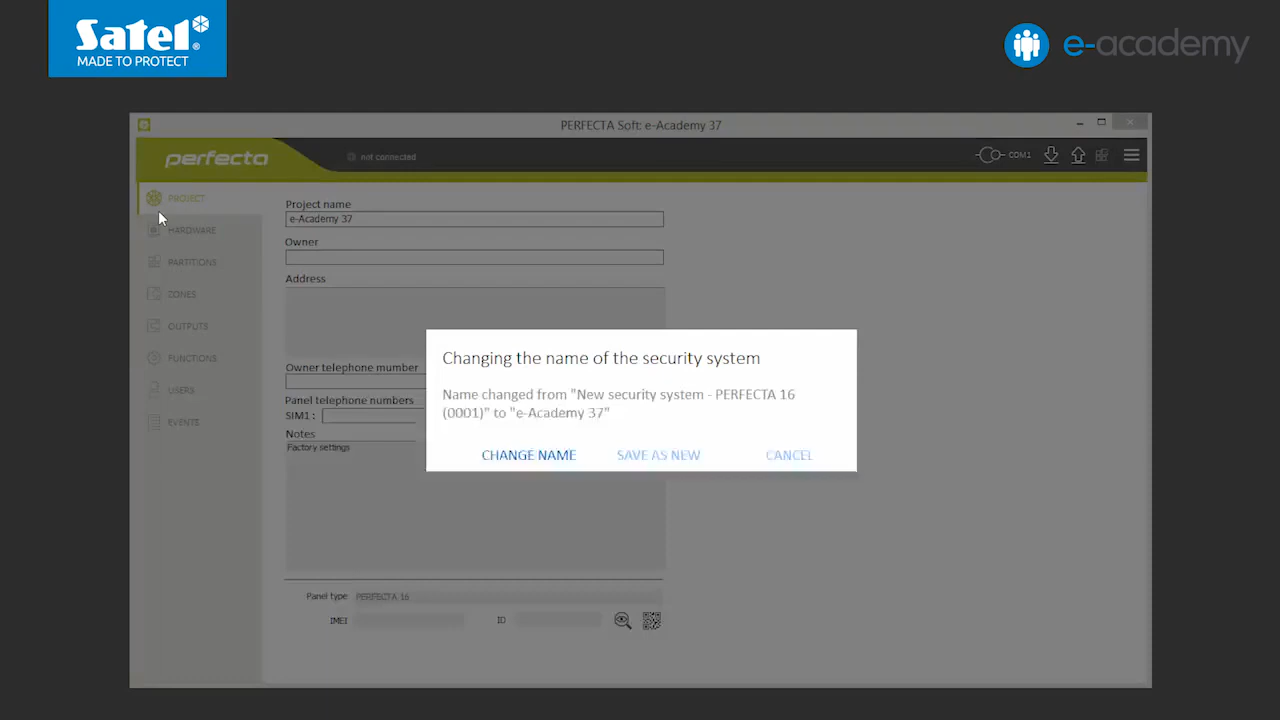 Satel®
MADE TO PROTECT
e-academy
PERFECTA Soft: e-Academy 37
perfecta
not connected
COM1
PROJECT
HARDWARE
PARTITIONS
ZONES
OUTPUTS
FUNCTIONS
USERS
EVENTS
Project name
e-Academy 37
Owner
Address
Owner telephone mumber
Panel telephone numbers
SIM1 :
Notes
Factory settings
Changing the name of the security system
Name changed from "New security system - PERFECTA 16
(0001)" to "e-Academy 37"
CHANGE NAME SAVE AS NEW CANCEL
Panel type: PERFECTA 16
IMEI ID